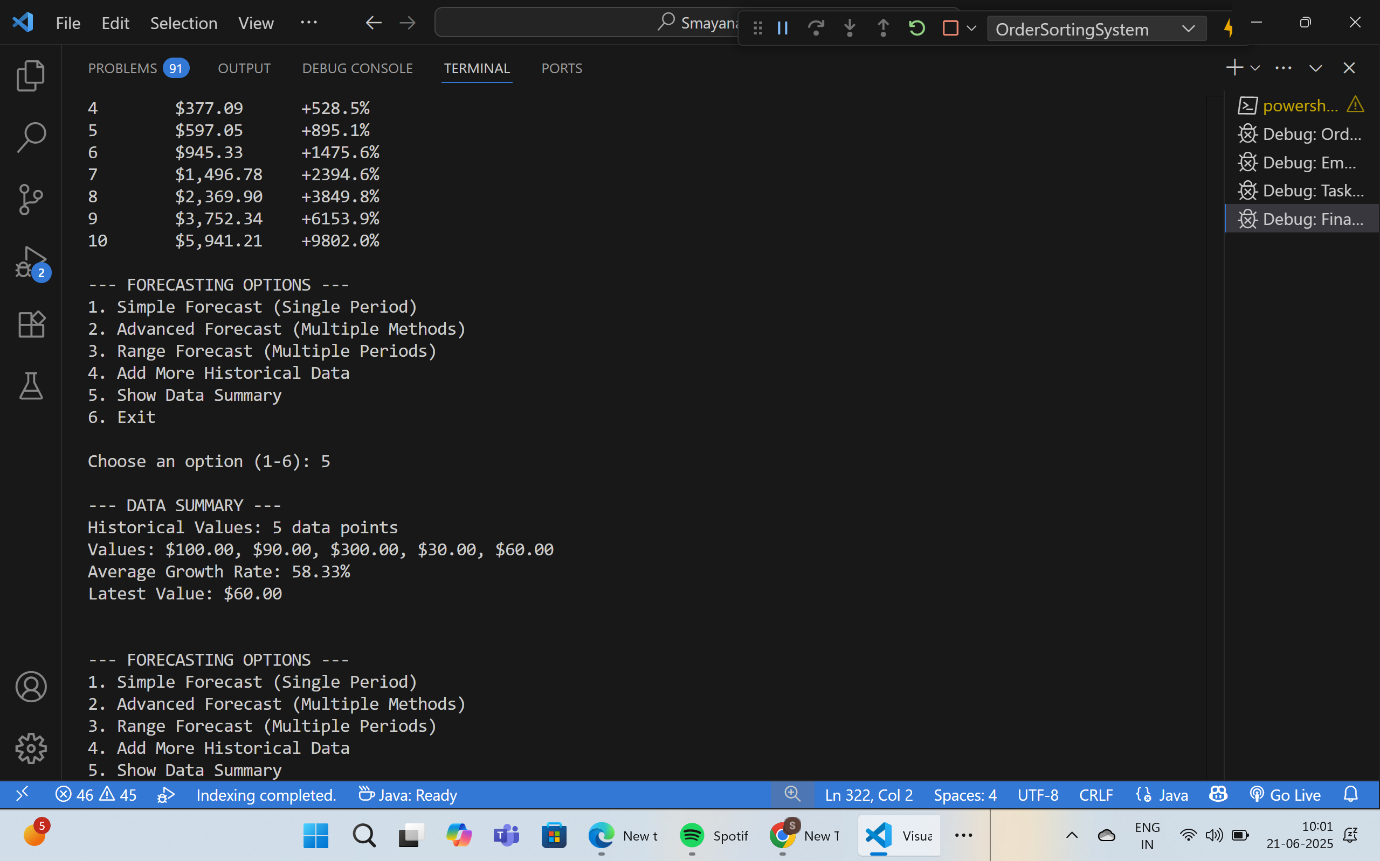 File Edit Selection View ··· Smayana OrderSortingSystem
PROBLEMS 91 OUTPUT DEBUG CONSOLE TERMINAL PORTS
4 $377.09 +528.5%
5 $597.05 +895.1%
6 $945.33 +1475.6%
7 $1,496.78 +2394.6%
8 $2,369.90 +3849.8%
9 $3,752.34 +6153.9%
10 $5,941.21 +9802.0%
--- FORECASTING OPTIONS ---
1. Simple Forecast (Single Period)
2. Advanced Forecast (Multiple Methods)
3. Range Forecast (Multiple Periods)
4. Add More Historical Data
5. Show Data Summary
6. Exit
Choose an option (1-6): 5
--- DATA SUMMARY ---
Historical Values: 5 data points
Values: $100.00, $90.00, $300.00, $30.00, $60.00
Average Growth Rate: 58.33%
Latest Value: $60.00
--- FORECASTING OPTIONS ---
1. Simple Forecast (Single Period)
2. Advanced Forecast (Multiple Methods)
3. Range Forecast (Multiple Periods)
4. Add More Historical Data
5. Show Data Summary
powersh...
Debug: Ord...
Debug: Em...
Debug: Task...
Debug: Fina...
2
46 45 Indexing completed. Java: Ready Ln 322, Col 2 Spaces: 4 UTF-8 CRLF Java Go Live
5 New t Spotif S New T Visua ··· ENG
IN
10:01
21-06-2025